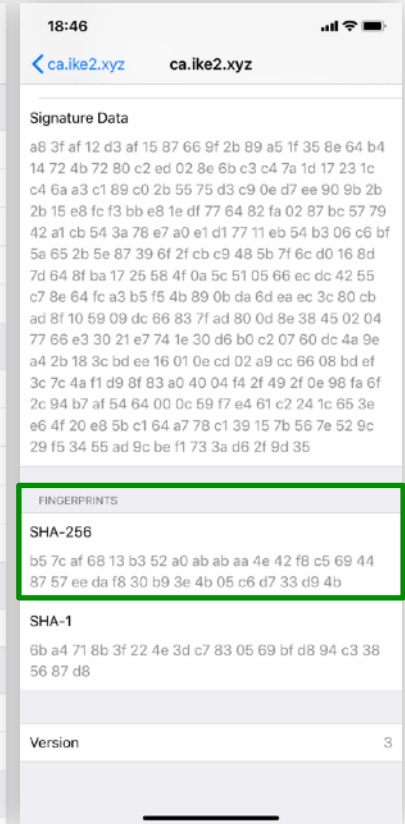 18:46
ca.ike2.xyz ca.ike2.xyz
Signature Data
a8 3f af 12 d3 af 15 87 66 9f 2b 89 a5 1f 35 8e 64 b4
14 72 4b 72 80 c2 ed 02 8e 6b c3 c4 7a 1d 17 23 1c
c4 6a a3 c1 89 c0 2b 55 75 d3 c9 0e d7 ee 90 9b 2b
2b 15 e8 fc f3 bb e8 1e df 77 64 82 fa 02 87 bc 57 79
42 a1 cb 54 3a 78 e7 a0 e1 d1 77 11 eb 54 b3 06 c6 bf
5a 65 2b 5e 87 39 6f 2f cb c9 48 5b 7f 6c d0 16 8d
7d 64 8f ba 17 25 58 4f 0a 5c 51 05 66 ec dc 42 55
c7 8e 64 fc a3 b5 f5 4b 89 0b da 6d ea ec 3c 80 cb
ad 8f 10 59 09 dc 66 83 7f ad 80 0d 8e 38 45 02 04
77 66 e3 30 21 e7 74 1e 30 d6 b0 c2 07 60 dc 4a 9e
a4 2b 18 3c bd ee 16 01 0e cd 02 a9 cc 66 08 bd ef
3c 7c 4a f1 d9 8f 83 a0 40 04 f4 2f 49 2f 0e 98 fa 6f
2c 94 b7 af 54 64 00 0c 59 f7 e4 61 c2 24 1c 65 3e
e6 4f 20 e8 5b c1 64 a7 78 c1 39 15 7b 56 7e 52 9c
29 f5 34 55 ad 9c be f1 73 3a d6 2f 9d 35
FINGERPRINTS
SHA-256
b5 7c af 68 13 b3 52 a0 ab ab aa 4e 42 f8 c5 69 44
87 57 ee da f8 30 b9 3e 4b 05 c6 d7 33 d9 4b
SHA-1
6b a4 71 8b 3f 22 4e 3d c7 83 05 69 bf d8 94 c3 38
56 87 d8
Version 3